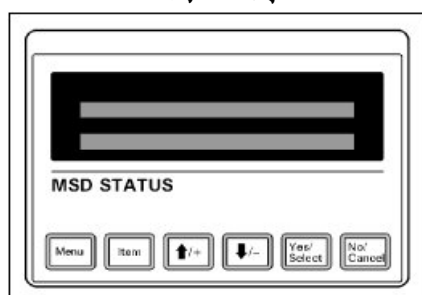 MSD STATUS
Menu
Item
⬆/+
⬇/-
Yes/
Select
No/
Cancel